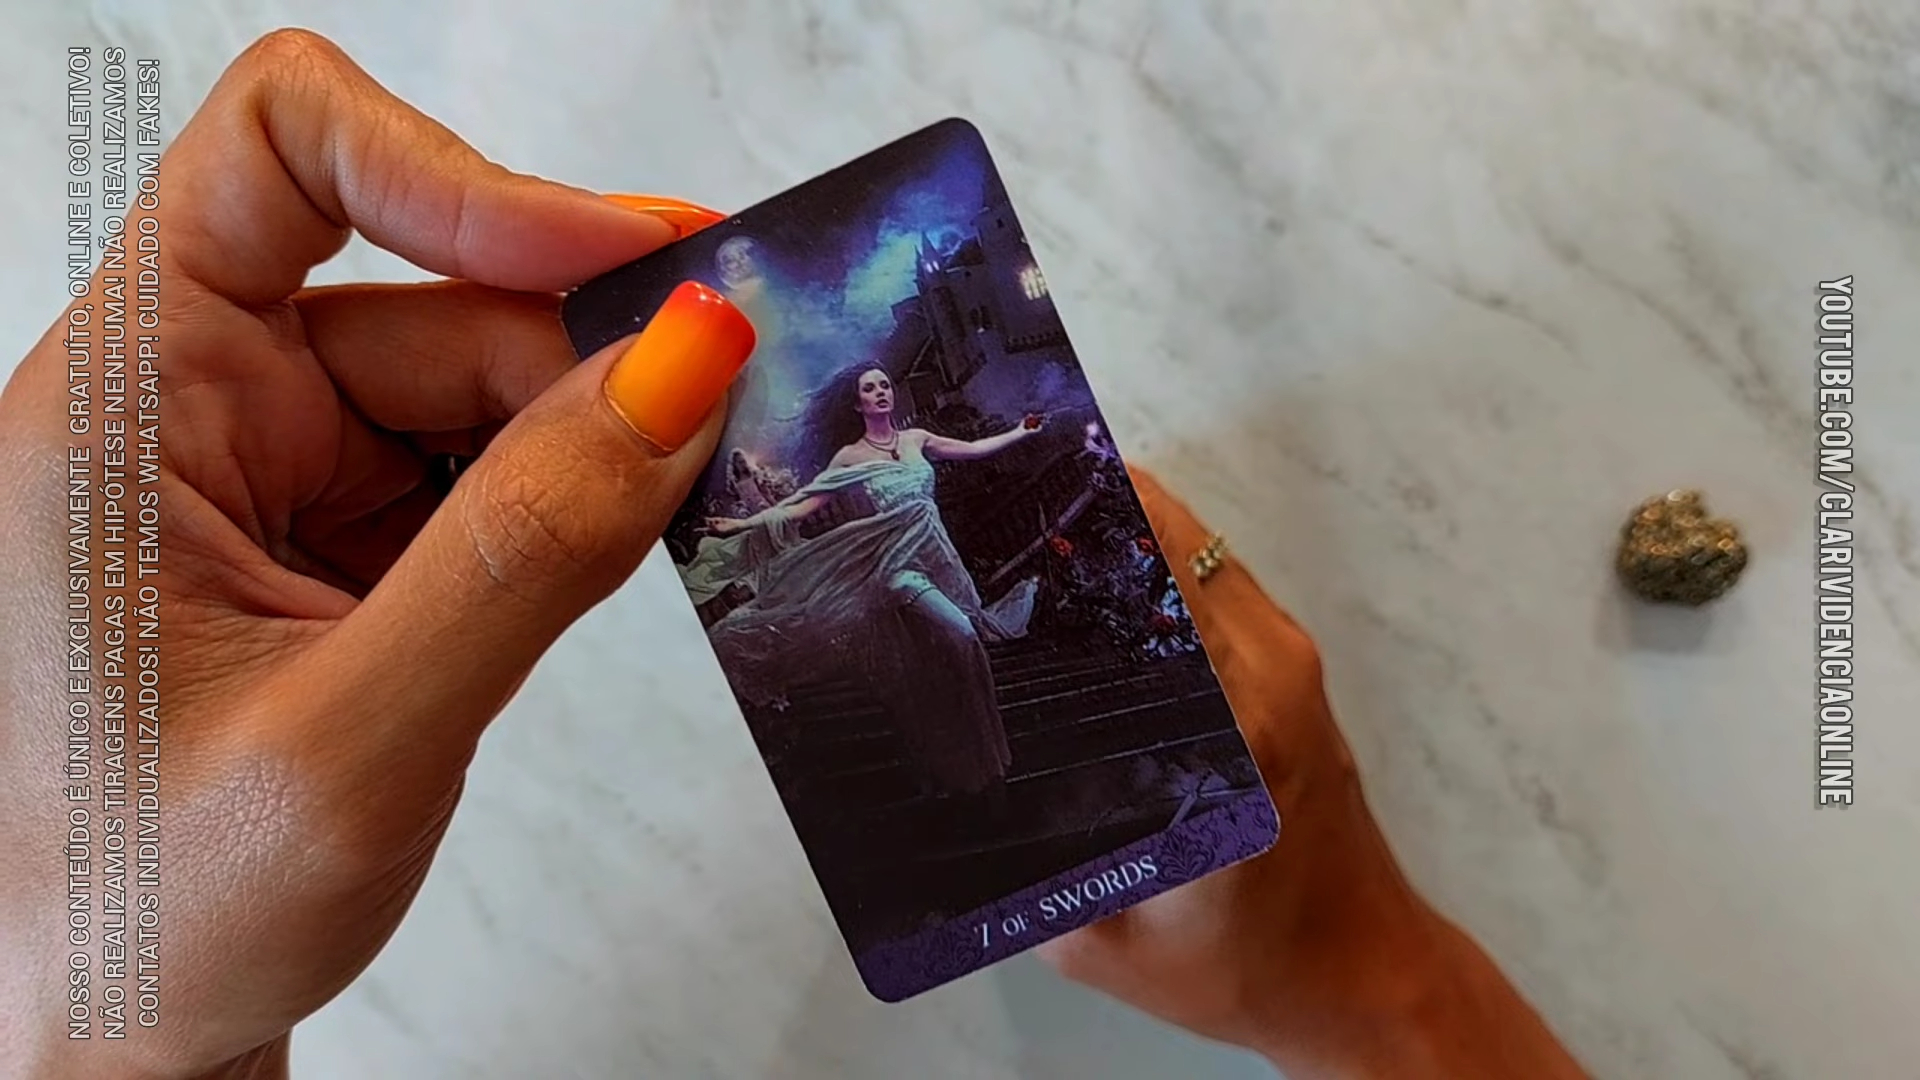 NOSSO CONTEÚDO É ÚNICO E EXCLUSIVAMENTE GRATUÍTO, ONLINE E COLETIVO!
NÃO REALIZAMOS TIRAGENS PAGAS EM HIPÓTESE NENHUMA! NÃO REALIZAMOS
CONTATOS INDIVIDUALIZADOS! NÃO TEMOS WHATSAPP! CUIDADO COM FAKES!
7 OF SWORDS
YOUTUBE.COM/CLARIVIDENCIAONLINE